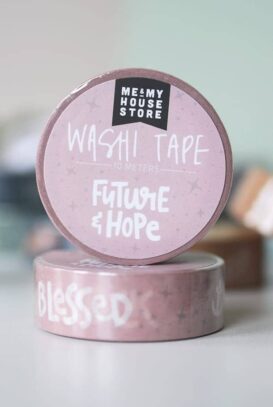 ME & MY
HOUSE
STORE
WASHI TAPE
10 METERS
FUTURE
& HOPE
BLESSED